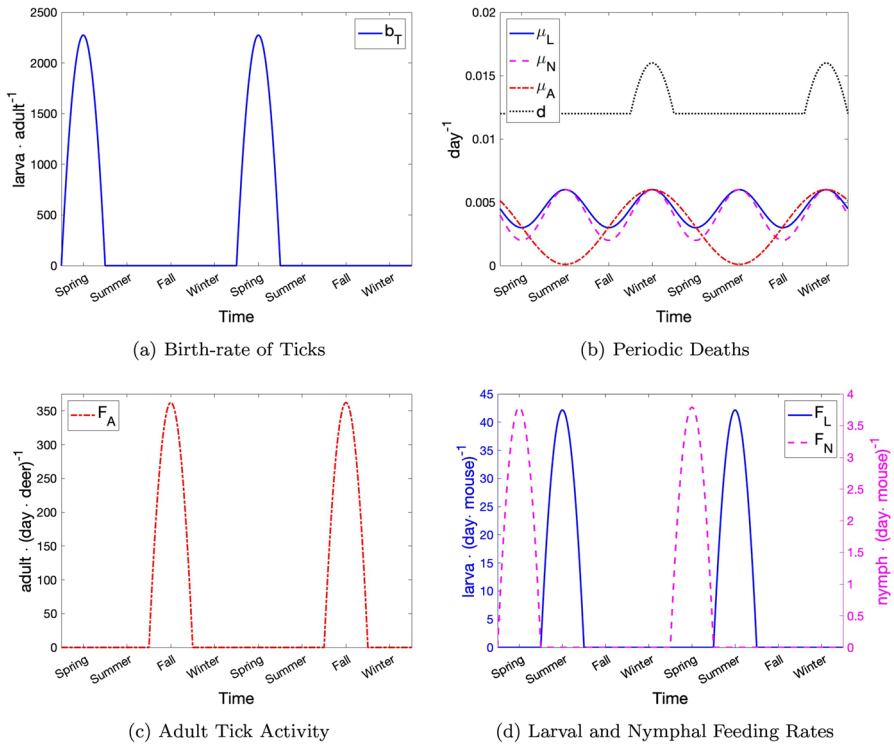 2500
2000
1500
1000
500
0
larva · adult⁻¹
b_T
Spring Summer Fall Winter Spring Summer Fall Winter
Time
(a) Birth-rate of Ticks
0.02
0.015
0.01
0.005
0
day⁻¹
μ_L
μ_N
μ_A
d
Spring Summer Fall Winter Spring Summer Fall Winter
Time
(b) Periodic Deaths
350
300
250
200
150
100
50
0
adult · (day · deer)⁻¹
F_A
Spring Summer Fall Winter Spring Summer Fall Winter
Time
(c) Adult Tick Activity
45
40
35
30
25
20
15
10
5
0
larva · (day· mouse)⁻¹
F_L
F_N
4
3.5
3
2.5
2
1.5
1
0.5
0
nymph · (day· mouse)⁻¹
Spring Summer Fall Winter Spring Summer Fall Winter
Time
(d) Larval and Nymphal Feeding Rates